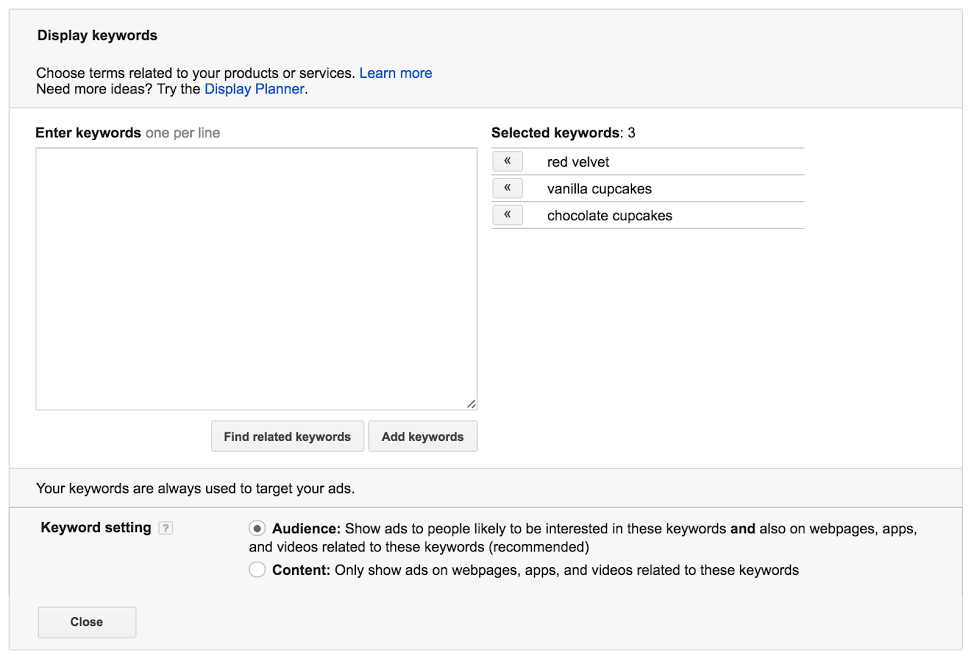 Display keywords
Choose terms related to your products or services. Learn more
Need more ideas? Try the Display Planner.
Enter keywords one per line
Selected keywords: 3
« red velvet
« vanilla cupcakes
« chocolate cupcakes
Find related keywords Add keywords
Your keywords are always used to target your ads.
Keyword setting ?
Audience: Show ads to people likely to be interested in these keywords and also on webpages, apps,
and videos related to these keywords (recommended)
Content: Only show ads on webpages, apps, and videos related to these keywords
Close